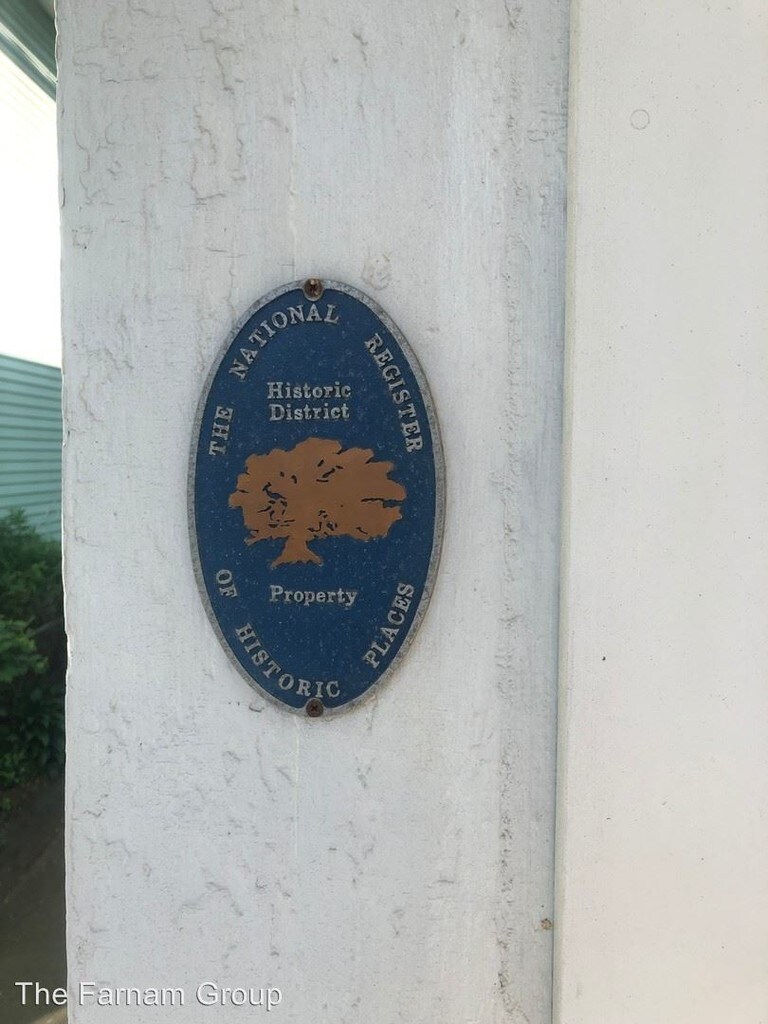 THE NATIONAL REGISTER
Historic
District
Property
OF HISTORIC PLACES
The Farnam Group